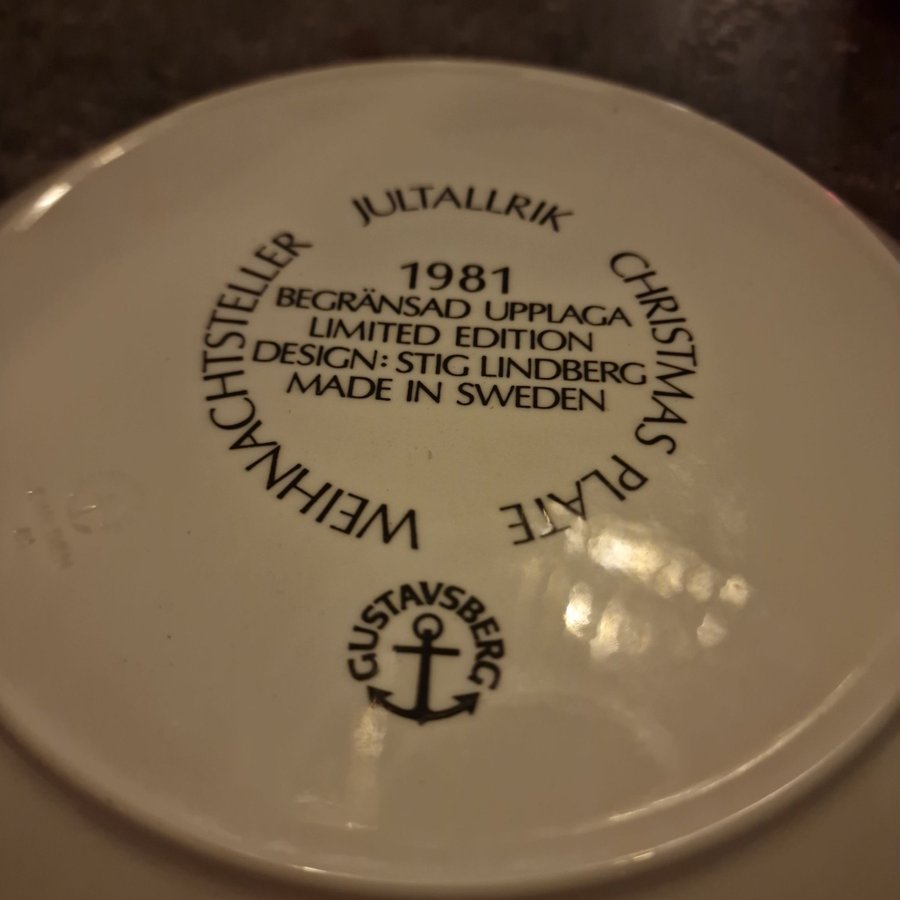 JULTALLRIK
CHRISTMAS PLATE
WEIHNACHTSTELLER
1981
BEGRÄNSAD UPPLAGA
LIMITED EDITION
DESIGN: STIG LINDBERG
MADE IN SWEDEN
GUSTAVSBERG